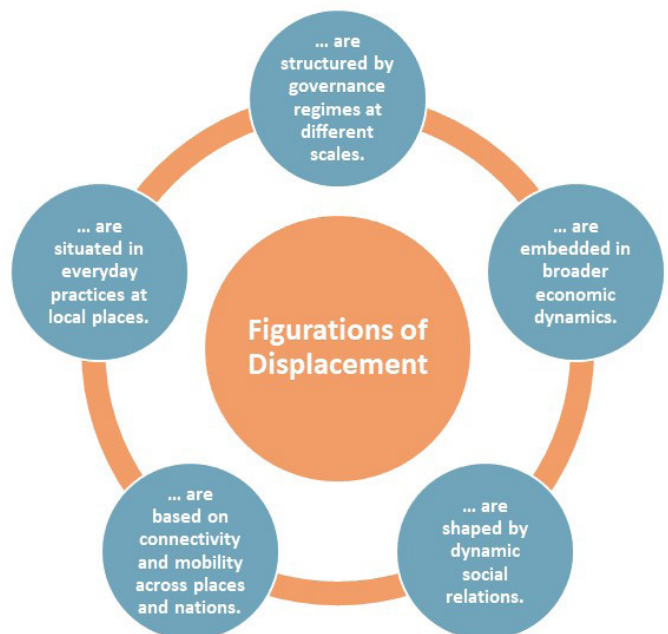 ... are
structured by
governance
regimes at
different
scales.
... are
embedded in
broader
economic
dynamics.
... are
shaped by
dynamic
social
relations.
... are
based on
connectivity
and mobility
across places
and nations.
... are
situated in
everyday
practices at
local places.
Figurations of
Displacement